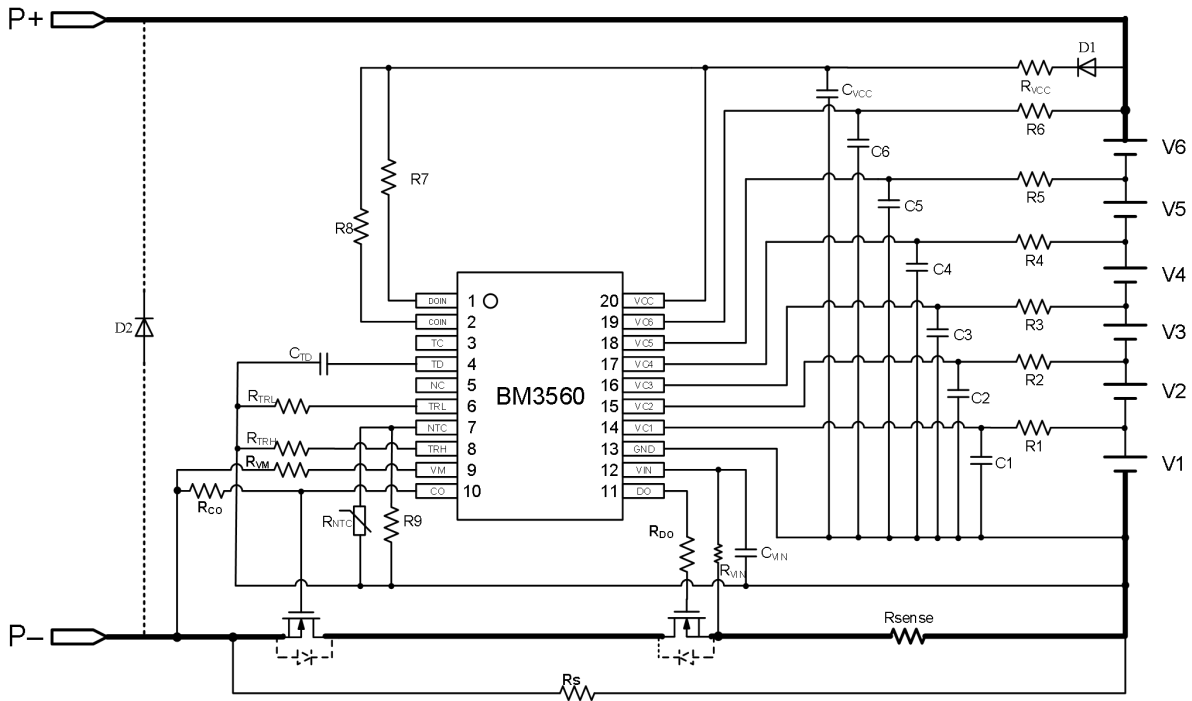 P+
D1
RVCC
CVCC
R6
V6
C6
R7
R5
V5
C5
R8
R4
V4
C4
D2
DOIN 1 20 VCC
COIN 2 19 VC6
TC 3 18 VC5
TD 4 17 VC4
NC 5 16 VC3
TRL 6 15 VC2
NTC 7 14 VC1
TRH 8 13 GND
VM 9 12 VIN
CO 10 11 DO
BM3560
R3
V3
C3
CTD
R2
V2
C2
RTRL
R1
V1
C1
RTRH
RVM
RCO
RNTC
R9
RDO
RVIN
CVIN
P–
Rsense
Rs